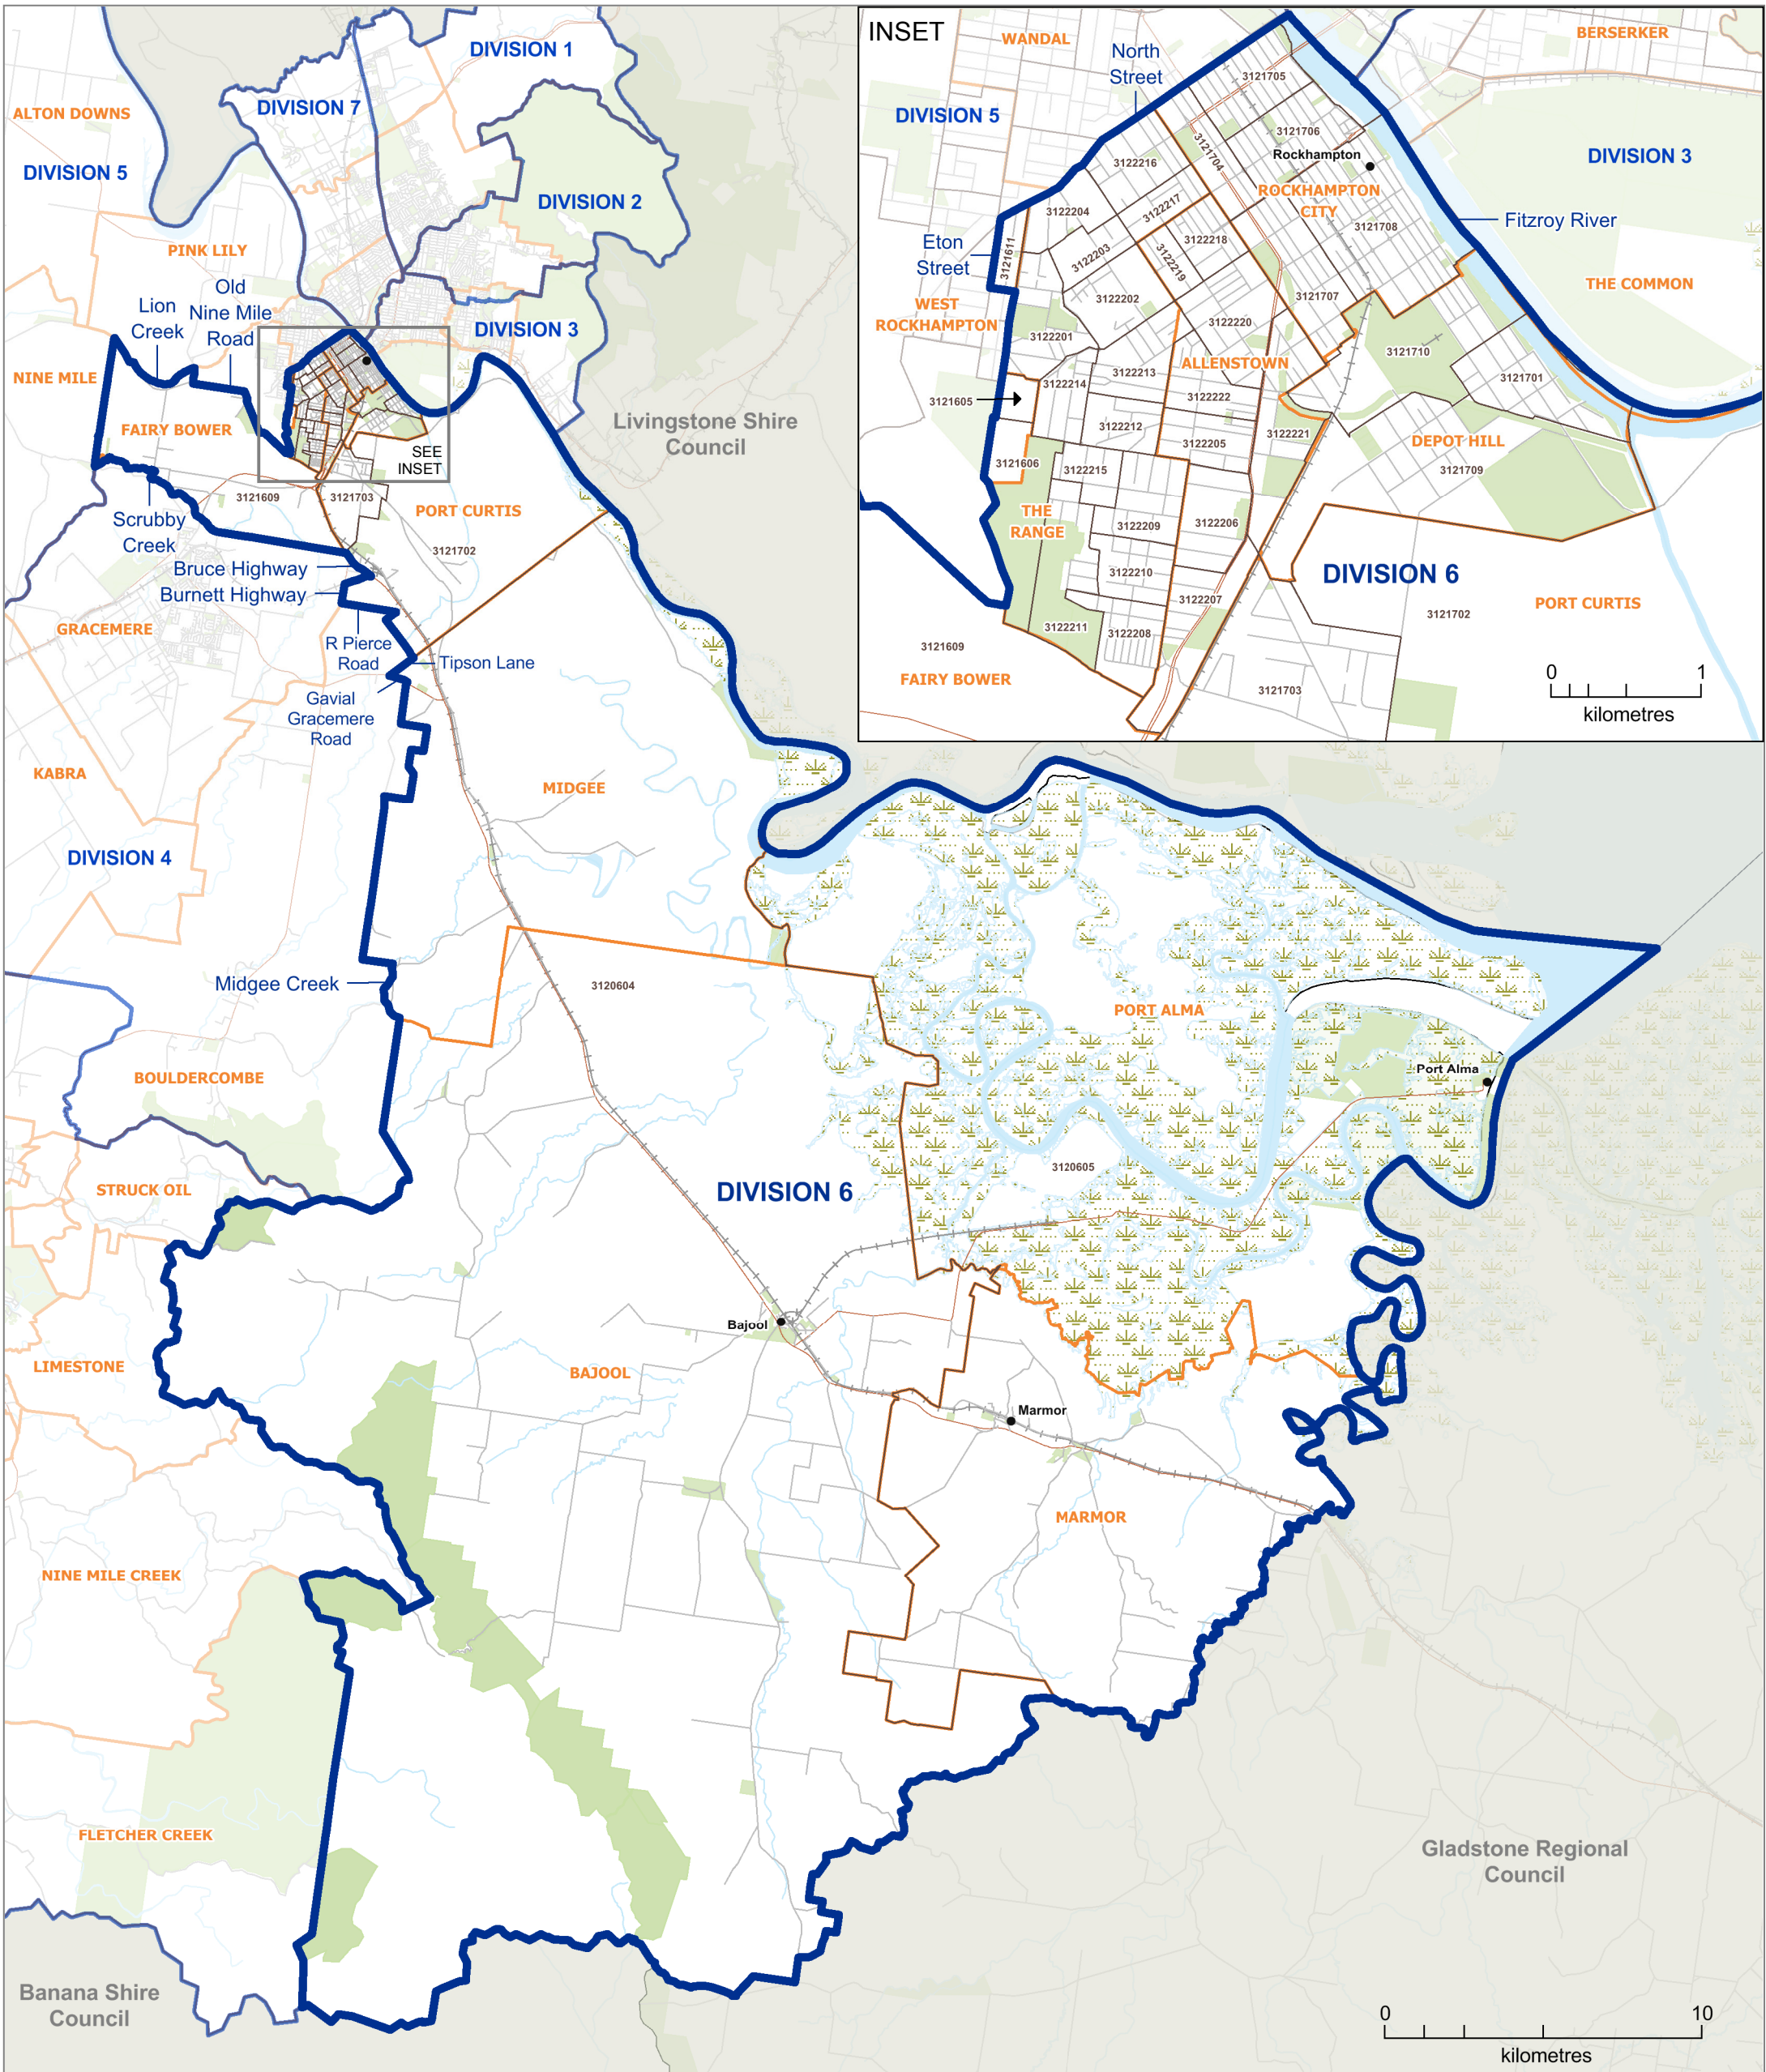 DIVISION 1
DIVISION 7
ALTON DOWNS
DIVISION 5
DIVISION 2
PINK LILY
Old
Nine Mile
Road
Lion
Creek
DIVISION 3
NINE MILE
FAIRY BOWER
SEE
INSET
Livingstone Shire
Council
3121609
3121703
PORT CURTIS
Scrubby
Creek
3121702
Bruce Highway
Burnett Highway
GRACEMERE
R Pierce
Road
Tipson Lane
Gavial
Gracemere
Road
KABRA
MIDGEE
DIVISION 4
Midgee Creek
3120604
PORT ALMA
BOULDERCOMBE
Port Alma
3120605
STRUCK OIL
DIVISION 6
Bajool
LIMESTONE
BAJOOL
Marmor
MARMOR
NINE MILE CREEK
FLETCHER CREEK
Gladstone Regional
Council
Banana Shire
Council
0 10
kilometres
INSET
WANDAL
North
Street
BERSERKER
3121705
DIVISION 5
3121706
3121704
Rockhampton
DIVISION 3
3122216
ROCKHAMPTON
CITY
3122217
3122204
3121708
Fitzroy River
Eton
Street
3121611
3122203
3122219
3122218
THE COMMON
WEST
ROCKHAMPTON
3122202
3121707
3122220
3122201
3121710
ALLENSTOWN
3122213
3122214
3121701
3121605
3122222
3122212
3122221
3122205
DEPOT HILL
3121606
3122215
3121709
THE
RANGE
3122209
3122206
3122210
DIVISION 6
3122207
PORT CURTIS
3121702
3122211
3122208
3121609
FAIRY BOWER
3121703
0 1
kilometres